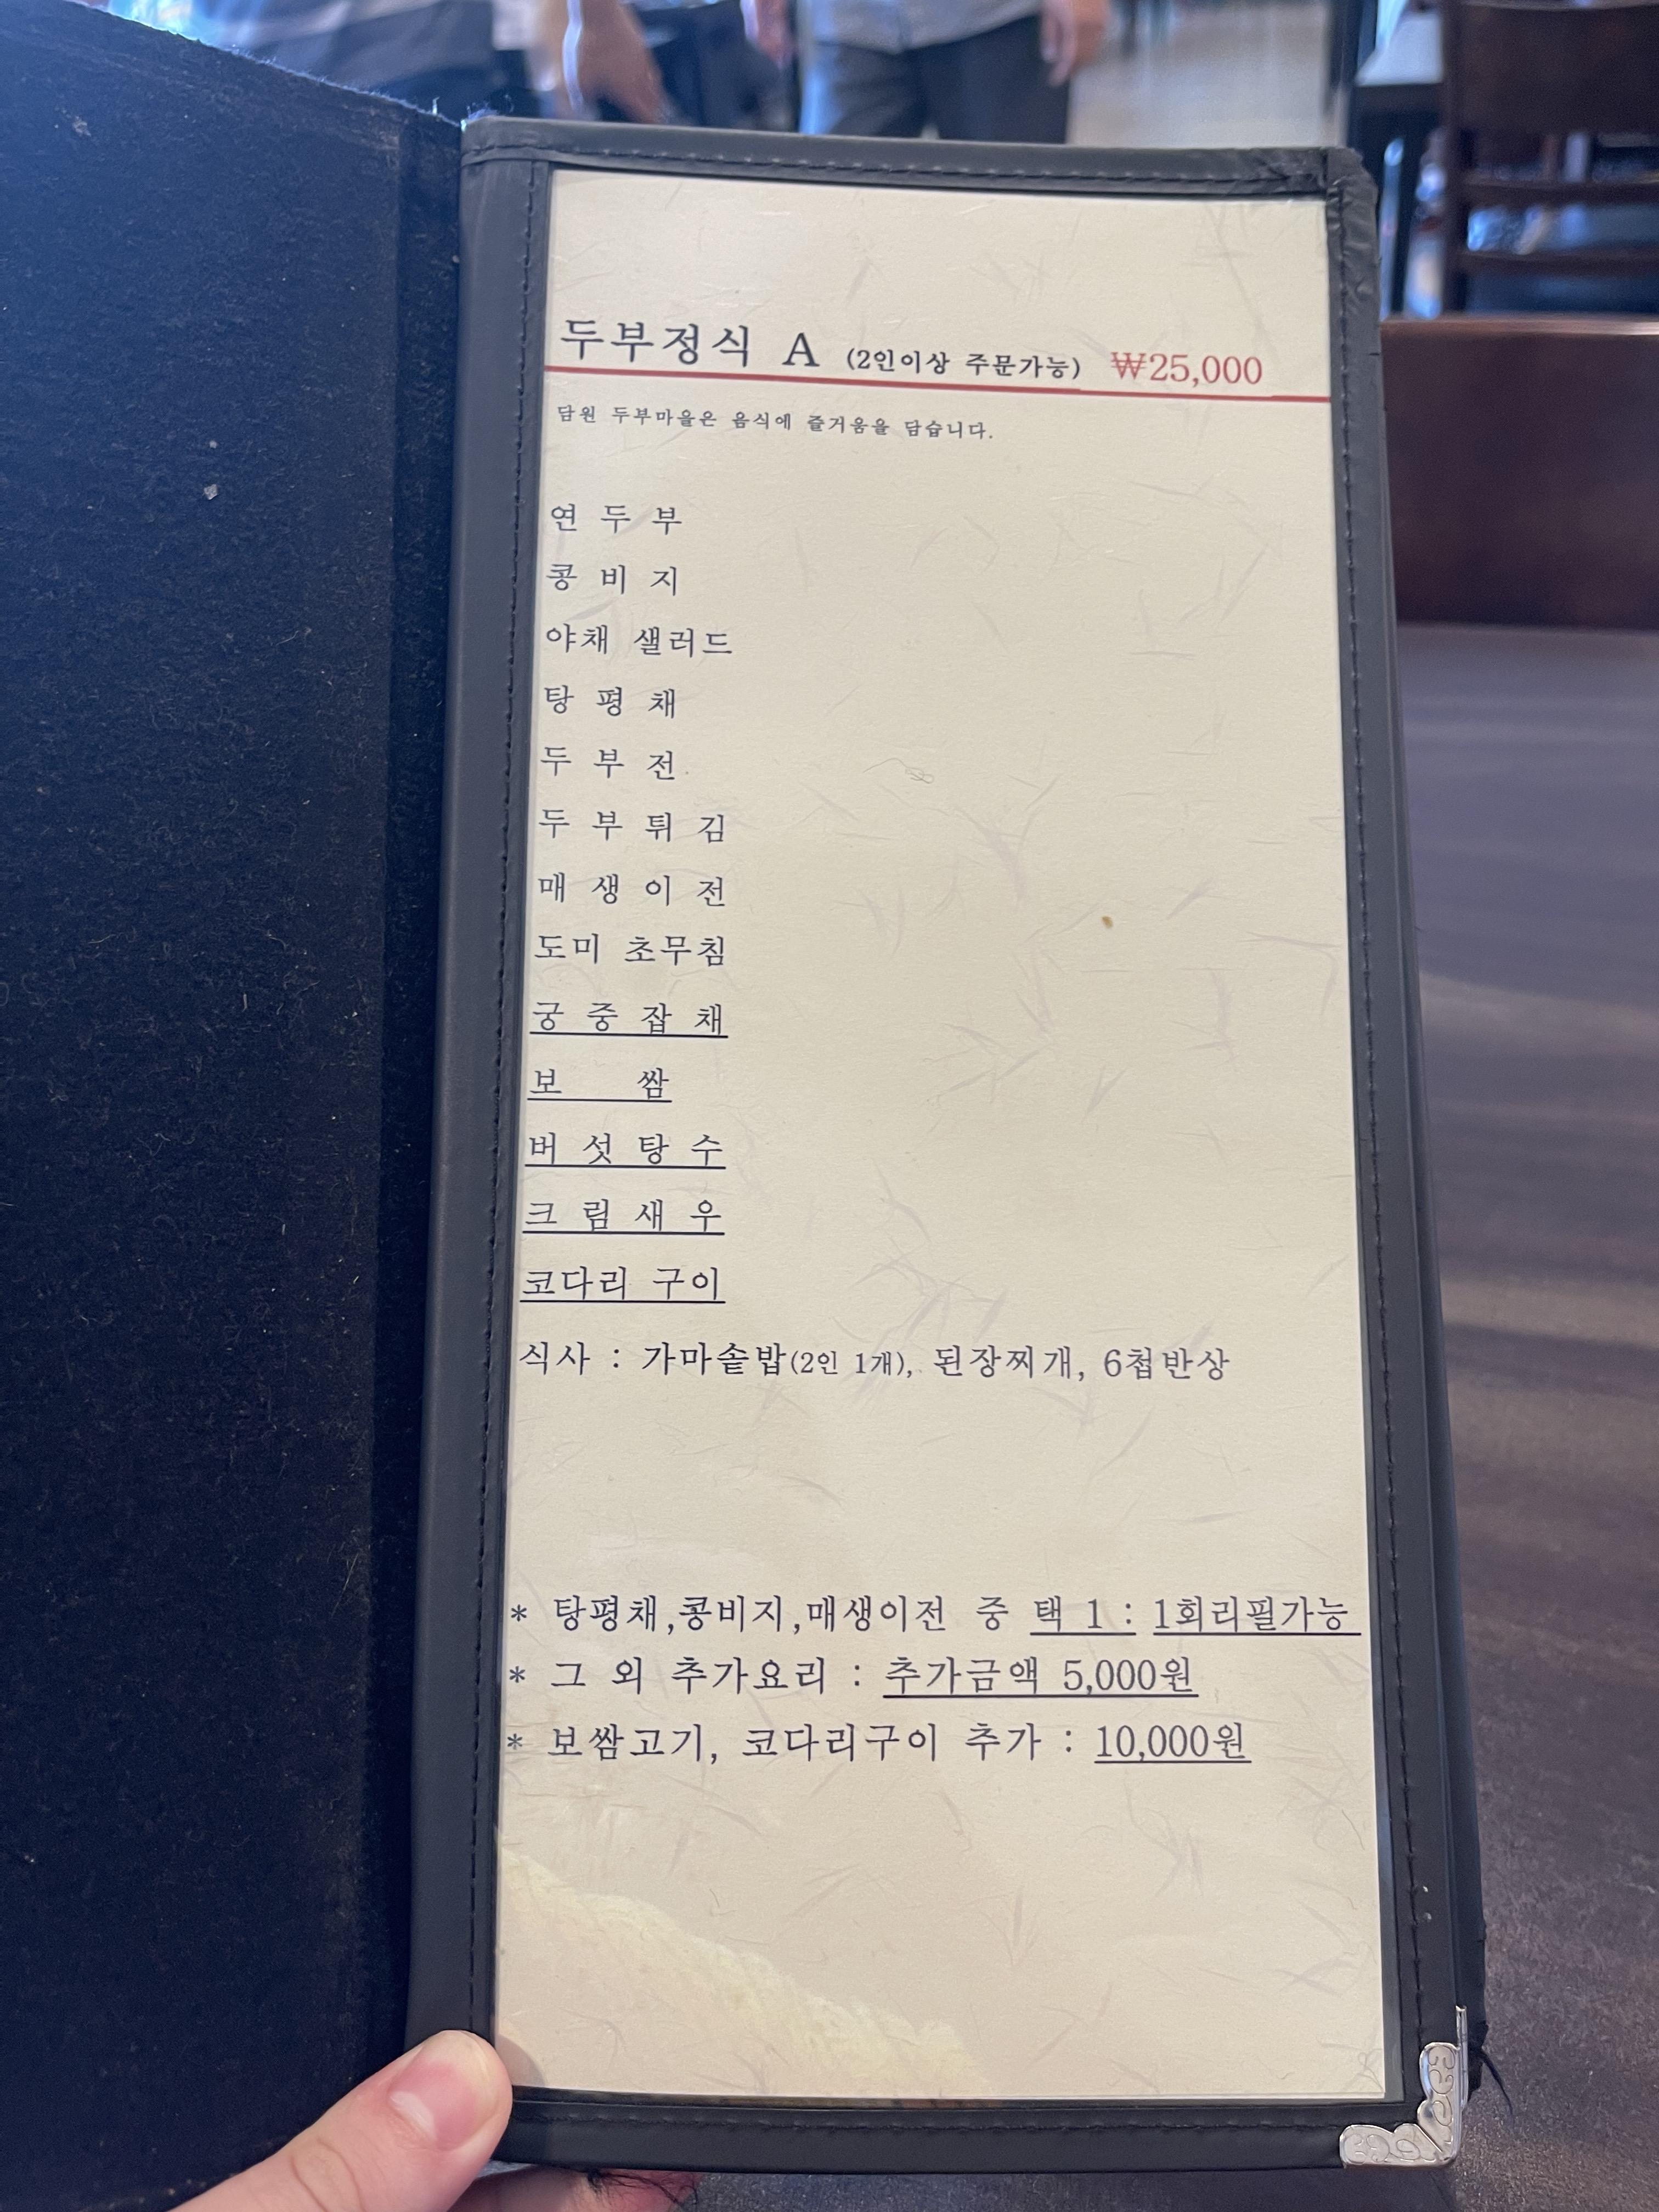 두부정식 A (2인이상 주문가능) ₩25,000
담원 두부마을은 음식에 즐거움을 담습니다.
연 두 부
콩 비 지
야채 샐러드
탕 평 채
두 부 전
두 부 튀 김
매 생 이 전
도미 초무침
궁 중 잡 채
보 쌈
버 섯 탕 수
크 림 새 우
코다리 구이
식사 : 가마솥밥(2인 1개), 된장찌개, 6첩반상
* 탕평채,콩비지,매생이전 중 택 1 : 1회리필가능
* 그 외 추가요리 : 추가금액 5,000원
* 보쌈고기, 코다리구이 추가 : 10,000원